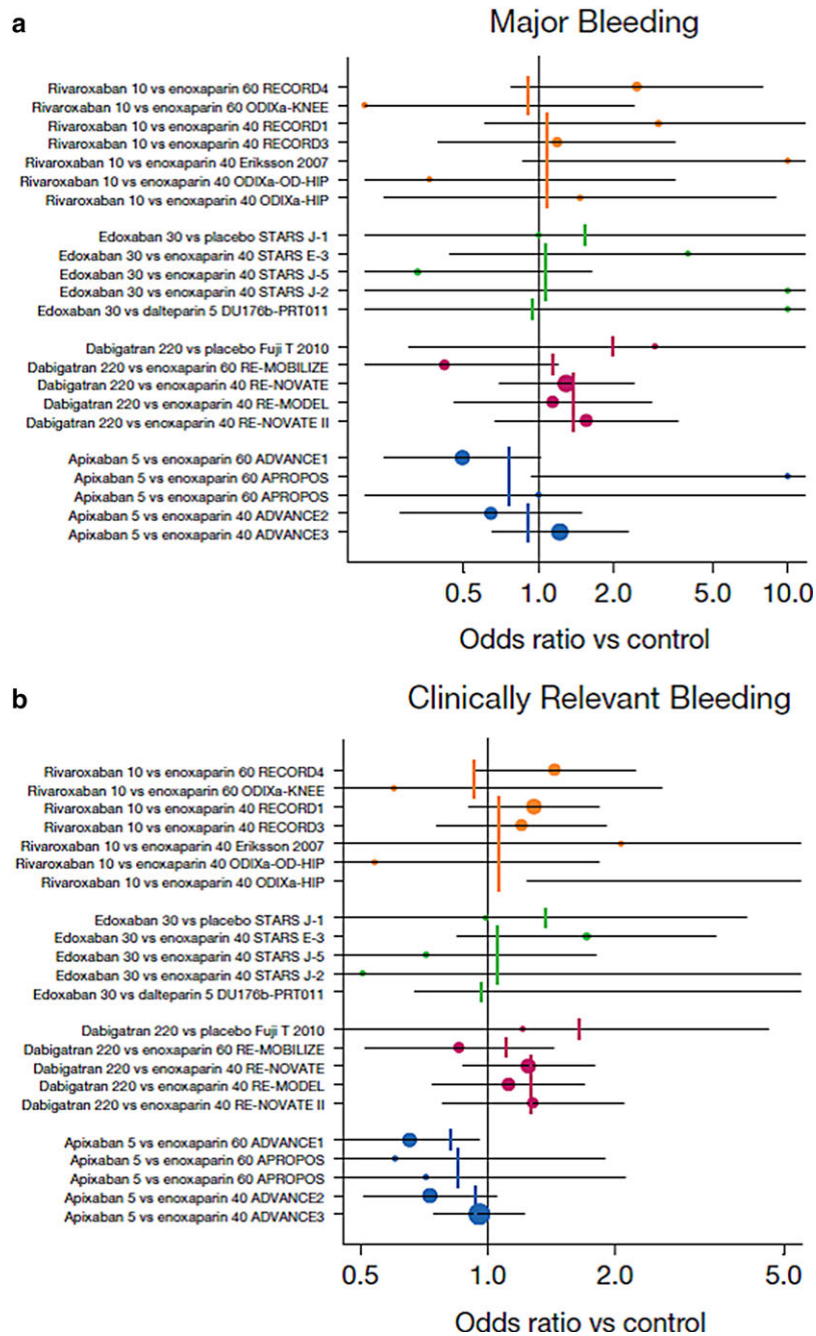 a
Major Bleeding
Rivaroxaban 10 vs enoxaparin 60 RECORD4
Rivaroxaban 10 vs enoxaparin 60 ODIXa-KNEE
Rivaroxaban 10 vs enoxaparin 40 RECORD1
Rivaroxaban 10 vs enoxaparin 40 RECORD3
Rivaroxaban 10 vs enoxaparin 40 Eriksson 2007
Rivaroxaban 10 vs enoxaparin 40 ODIXa-OD-HIP
Rivaroxaban 10 vs enoxaparin 40 ODIXa-HIP
Edoxaban 30 vs placebo STARS J-1
Edoxaban 30 vs enoxaparin 40 STARS E-3
Edoxaban 30 vs enoxaparin 40 STARS J-5
Edoxaban 30 vs enoxaparin 40 STARS J-2
Edoxaban 30 vs dalteparin 5 DU176b-PRT011
Dabigatran 220 vs placebo Fuji T 2010
Dabigatran 220 vs enoxaparin 60 RE-MOBILIZE
Dabigatran 220 vs enoxaparin 40 RE-NOVATE
Dabigatran 220 vs enoxaparin 40 RE-MODEL
Dabigatran 220 vs enoxaparin 40 RE-NOVATE II
Apixaban 5 vs enoxaparin 60 ADVANCE1
Apixaban 5 vs enoxaparin 60 APROPOS
Apixaban 5 vs enoxaparin 60 APROPOS
Apixaban 5 vs enoxaparin 40 ADVANCE2
Apixaban 5 vs enoxaparin 40 ADVANCE3
0.5 1.0 2.0 5.0 10.0
Odds ratio vs control
b
Clinically Relevant Bleeding
Rivaroxaban 10 vs enoxaparin 60 RECORD4
Rivaroxaban 10 vs enoxaparin 60 ODIXa-KNEE
Rivaroxaban 10 vs enoxaparin 40 RECORD1
Rivaroxaban 10 vs enoxaparin 40 RECORD3
Rivaroxaban 10 vs enoxaparin 40 Eriksson 2007
Rivaroxaban 10 vs enoxaparin 40 ODIXa-OD-HIP
Rivaroxaban 10 vs enoxaparin 40 ODIXa-HIP
Edoxaban 30 vs placebo STARS J-1
Edoxaban 30 vs enoxaparin 40 STARS E-3
Edoxaban 30 vs enoxaparin 40 STARS J-5
Edoxaban 30 vs enoxaparin 40 STARS J-2
Edoxaban 30 vs dalteparin 5 DU176b-PRT011
Dabigatran 220 vs placebo Fuji T 2010
Dabigatran 220 vs enoxaparin 60 RE-MOBILIZE
Dabigatran 220 vs enoxaparin 40 RE-NOVATE
Dabigatran 220 vs enoxaparin 40 RE-MODEL
Dabigatran 220 vs enoxaparin 40 RE-NOVATE II
Apixaban 5 vs enoxaparin 60 ADVANCE1
Apixaban 5 vs enoxaparin 60 APROPOS
Apixaban 5 vs enoxaparin 60 APROPOS
Apixaban 5 vs enoxaparin 40 ADVANCE2
Apixaban 5 vs enoxaparin 40 ADVANCE3
0.5 1.0 2.0 5.0
Odds ratio vs control